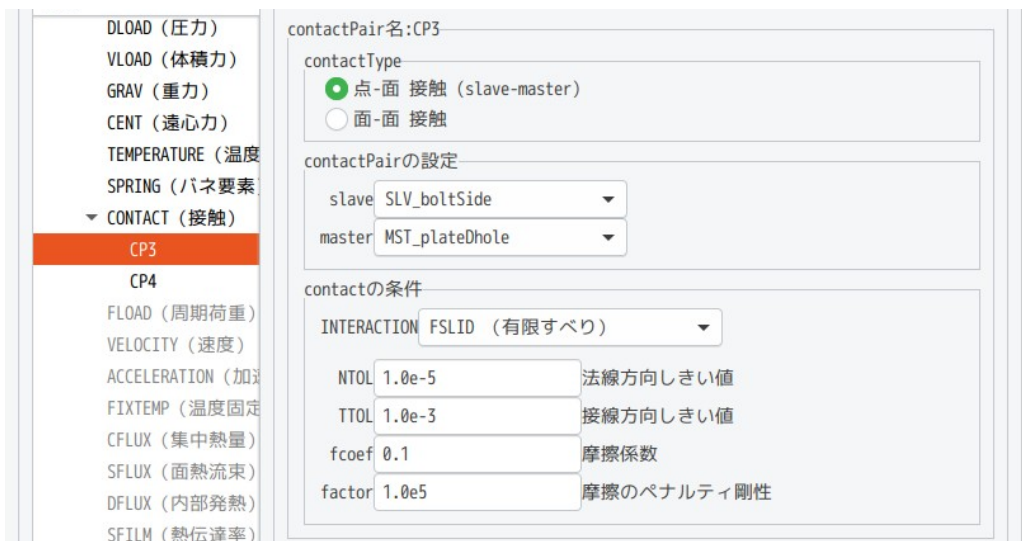 DLOAD (圧力)
VLOAD (体積力)
GRAV (重力)
CENT (遠心力)
TEMPERATURE (温度
SPRING (バネ要素
CONTACT (接触)
CP3
CP4
FLOAD (周期荷重)
VELOCITY (速度)
ACCELERATION (加速
FIXTEMP (温度固定
CFLUX (集中熱量)
SFLUX (面熱流束)
DFLUX (内部発熱)
SFILM (熱伝達率)
contactPair名:CP3
contactType
点-面 接触 (slave-master)
面-面 接触
contactPairの設定
slave SLV_boltSide
master MST_plateDhole
contactの条件
INTERACTION FSLID (有限すべり)
NTOL 1.0e-5 法線方向しきい値
TTOL 1.0e-3 接線方向しきい値
fcoef 0.1 摩擦係数
factor 1.0e5 摩擦のペナルティ剛性